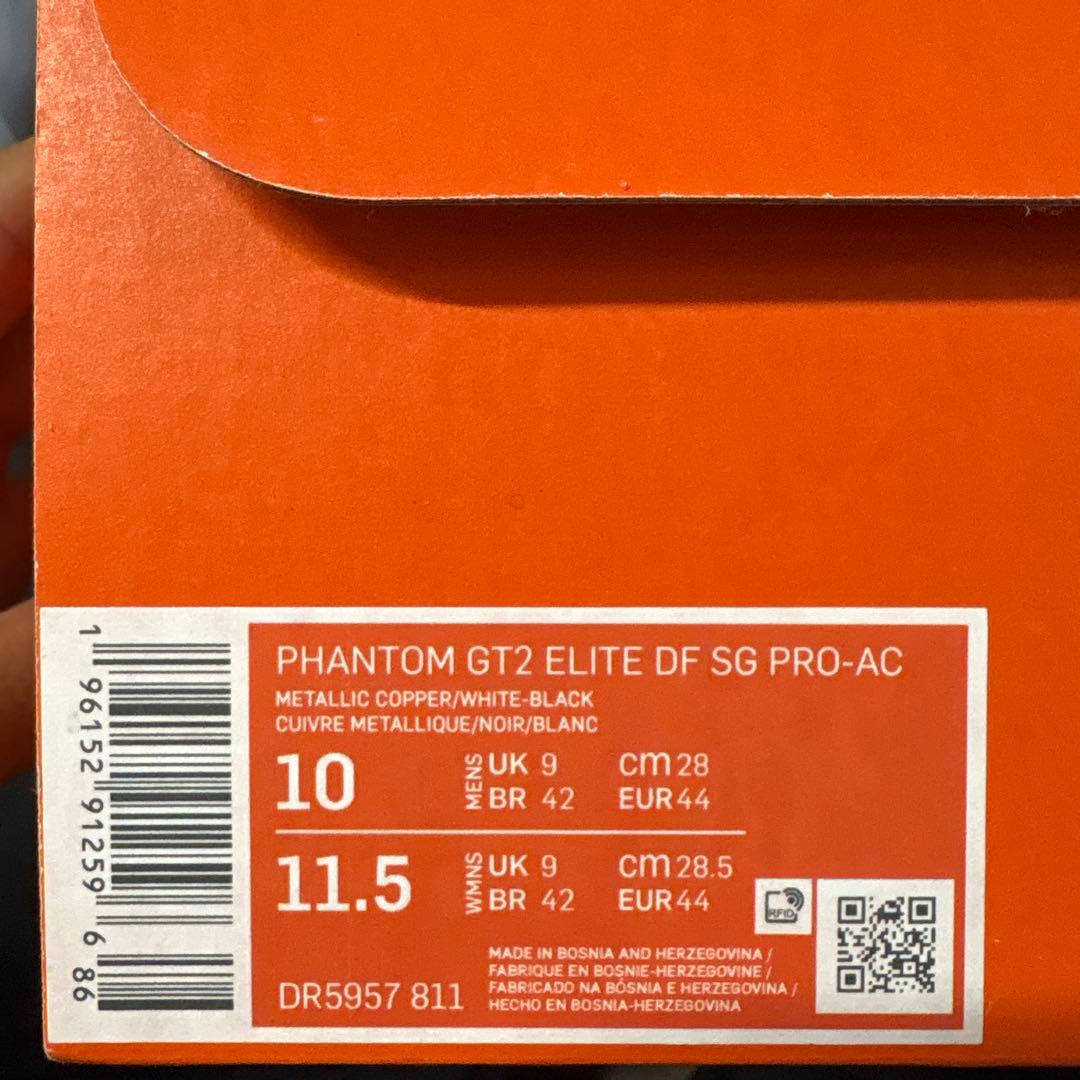 PHANTOM GT2 ELITE DF SG PRO-AC
METALLIC COPPER/WHITE-BLACK
CUIVRE METALLIQUE/NOIR/BLANC
10 MENS UK 9 cm 28
BR 42 EUR 44
11.5 WMNS UK 9 cm 28.5
BR 42 EUR 44
RFID
MADE IN BOSNIA AND HERZEGOVINA /
FABRIQUE EN BOSNIE-HERZEGOVINE /
FABRICADO NA BÓSNIA E HERZEGOVINA /
HECHO EN BOSNIA-HERZEGOVINA
DR5957 811
1 96152 91259 6 86